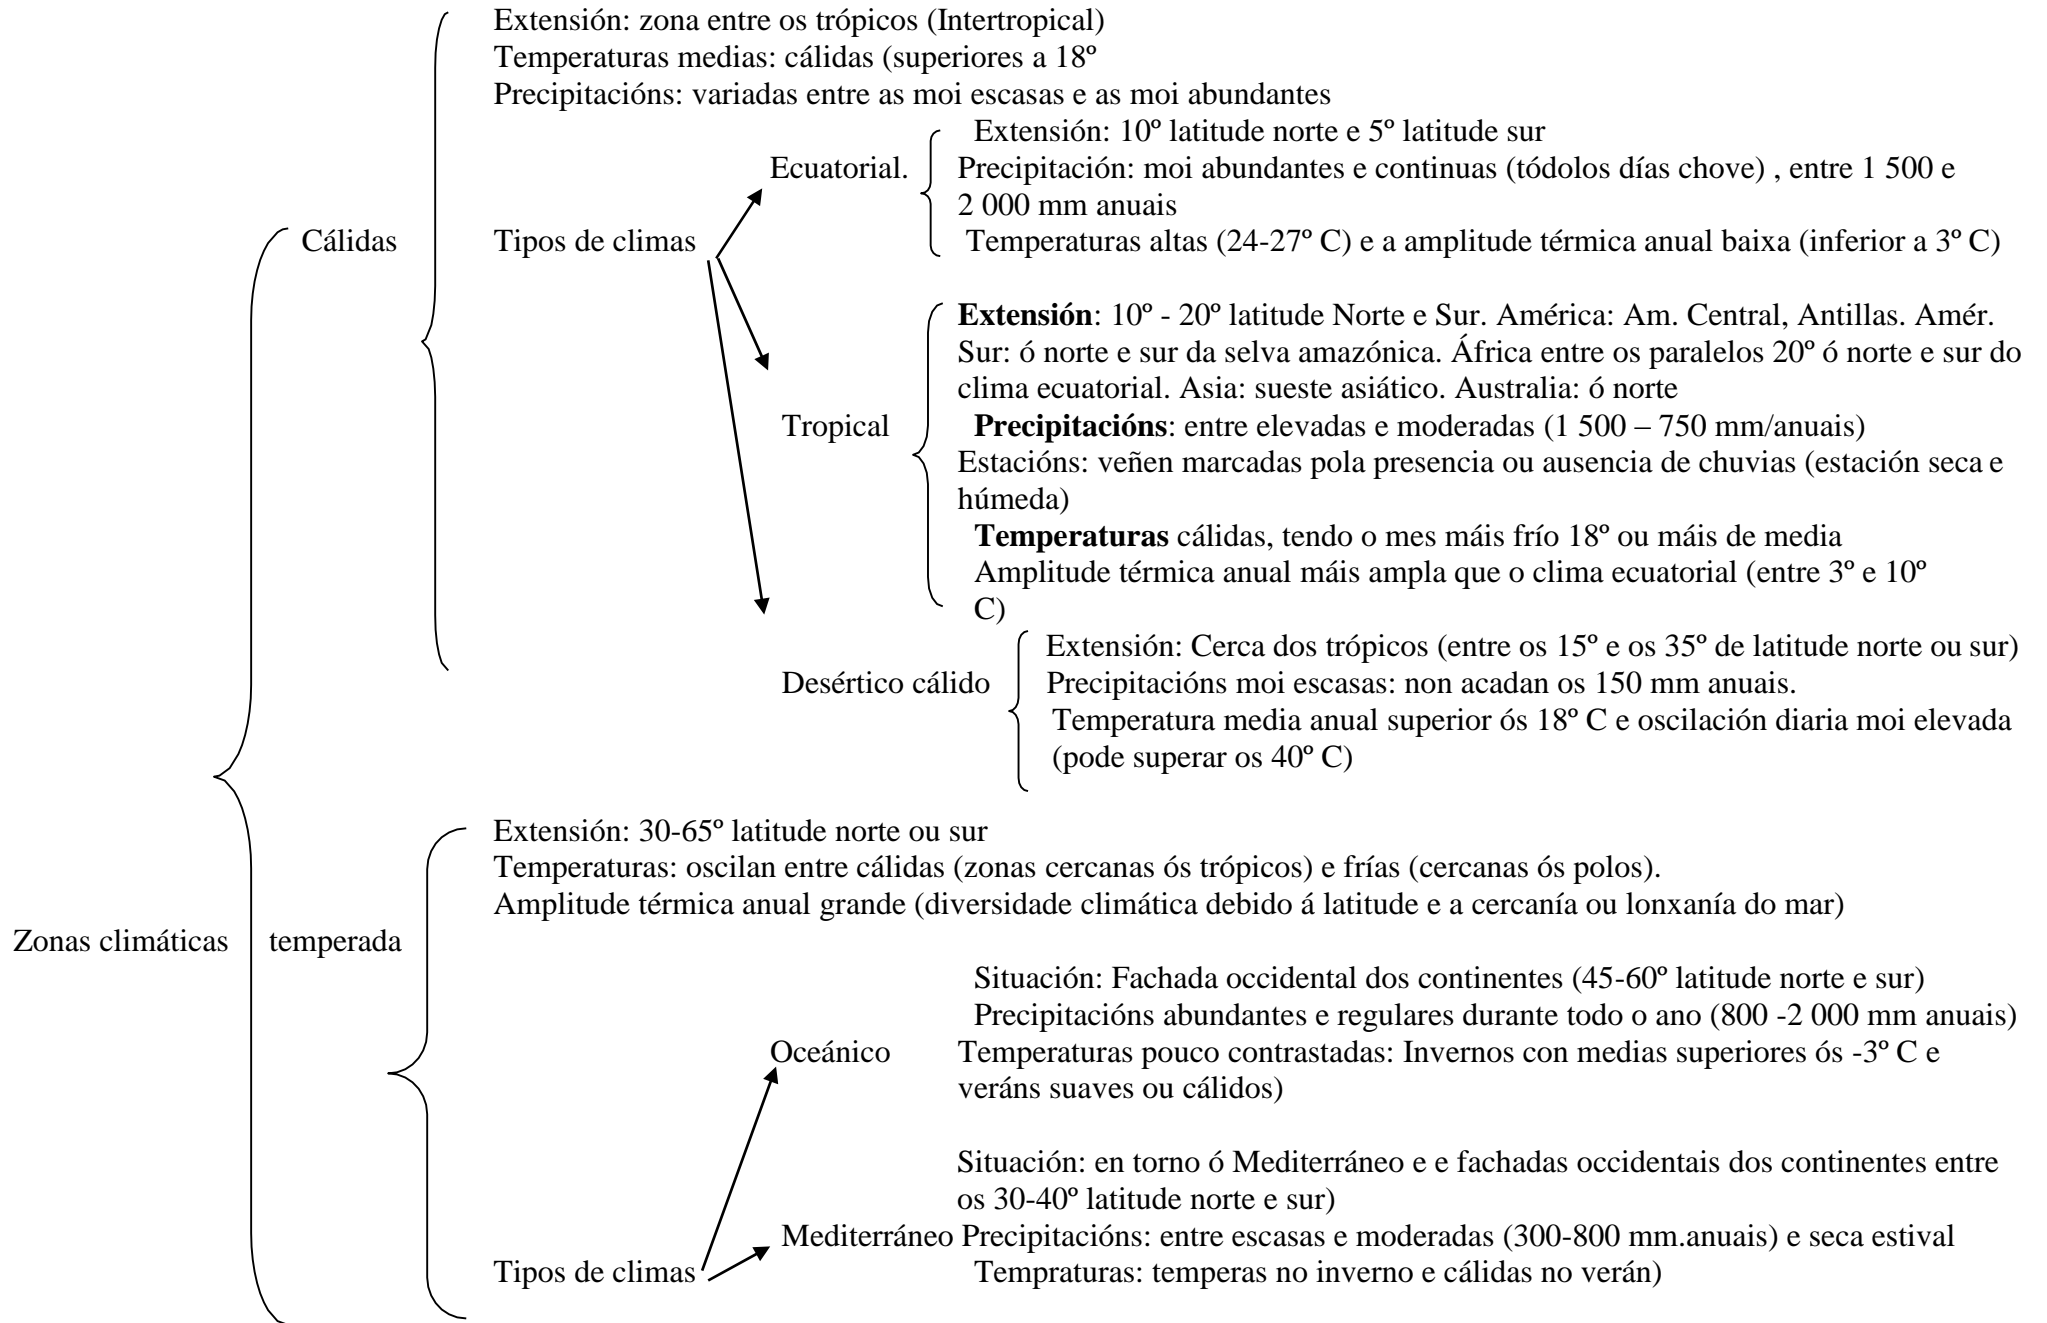 Extensión: zona entre os trópicos (Intertropical)
Temperaturas medias: cálidas (superiores a 18º
Precipitacións: variadas entre as moi escasas e as moi abundantes
Extensión: 10º latitude norte e 5º latitude sur
Ecuatorial.
Precipitación: moi abundantes e continuas (tódolos días chove) , entre 1 500 e
2 000 mm anuais
Cálidas
Tipos de climas
Temperaturas altas (24-27º C) e a amplitude térmica anual baixa (inferior a 3º C)
Extensión: 10º - 20º latitude Norte e Sur. América: Am. Central, Antillas. Amér.
Sur: ó norte e sur da selva amazónica. África entre os paralelos 20º ó norte e sur do
clima ecuatorial. Asia: sueste asiático. Australia: ó norte
Tropical
Precipitacións: entre elevadas e moderadas (1 500 – 750 mm/anuais)
Estacións: veñen marcadas pola presencia ou ausencia de chuvias (estación seca e
húmeda)
Temperaturas cálidas, tendo o mes máis frío 18º ou máis de media
Amplitude térmica anual máis ampla que o clima ecuatorial (entre 3º e 10º
C)
Extensión: Cerca dos trópicos (entre os 15º e os 35º de latitude norte ou sur)
Desértico cálido
Precipitacións moi escasas: non acadan os 150 mm anuais.
Temperatura media anual superior ós 18º C e oscilación diaria moi elevada
(pode superar os 40º C)
Extensión: 30-65º latitude norte ou sur
Temperaturas: oscilan entre cálidas (zonas cercanas ós trópicos) e frías (cercanas ós polos).
Amplitude térmica anual grande (diversidade climática debido á latitude e a cercanía ou lonxanía do mar)
Zonas climáticas
temperada
Situación: Fachada occidental dos continentes (45-60º latitude norte e sur)
Precipitacións abundantes e regulares durante todo o ano (800 -2 000 mm anuais)
Oceánico
Temperaturas pouco contrastadas: Invernos con medias superiores ós -3º C e
veráns suaves ou cálidos)
Situación: en torno ó Mediterráneo e e fachadas occidentais dos continentes entre
os 30-40º latitude norte e sur)
Mediterráneo Precipitacións: entre escasas e moderadas (300-800 mm.anuais) e seca estival
Tipos de climas
Tempraturas: temperas no inverno e cálidas no verán)